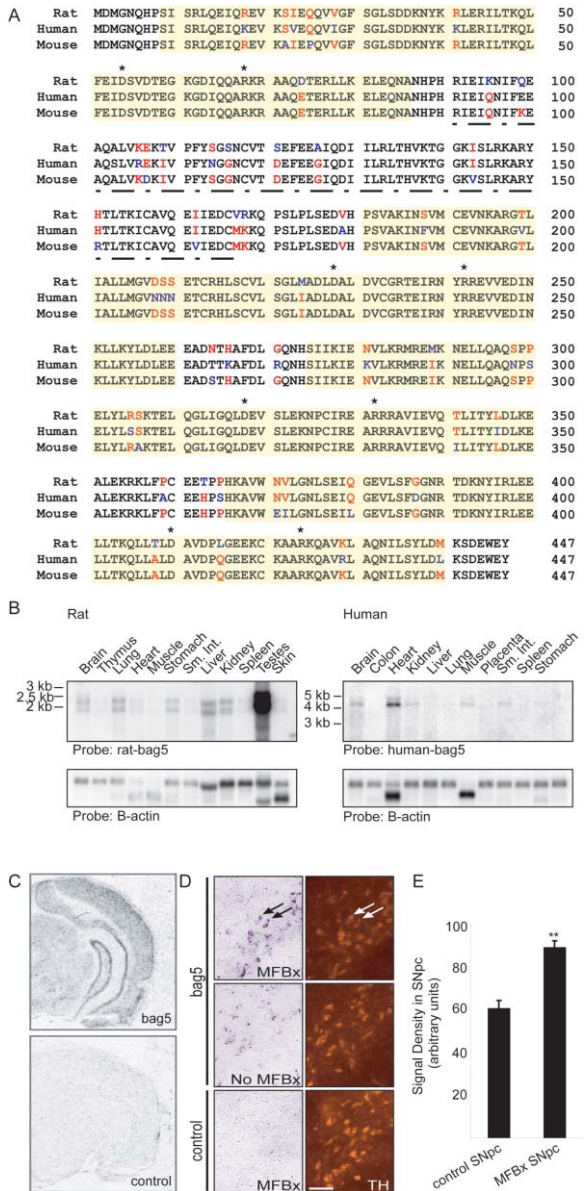 A
Rat MDMGNQHPSI SRLQEIQREV KSIEQQVVGF SGLSDDKNYK RLERILTKQL 50
Human MDMGNQHPSI SRLQEIQKEV KSVEQQVIGF SGLSDDKNYK KLERILTKQL 50
Mouse MDMGNQHPSI SRLQEIQREV KAIEPQVVGF SGLSDDKNYK RLERILTKQL 50
* *
Rat FEIDSVDTEG KGDIQQARKR AAQDTERLLK ELEQNANHPH RIEIKNIFQE 100
Human FEIDSVDTEG KGDIQQARKR AAQETERLLK ELEQNANHPH RIEIQNIFEE 100
Mouse FEIDSVDTEG KGDIQQARKR AAQETERLLK ELEQNANHPH RIEIQNIFKE 100
Rat AQALVKEKTV PFYSGSNCVT SEFEEAIQDI ILRLTHVKTG GKISLRKARY 150
Human AQSLVREKIV PFYNGGNCVT DEFEEGIQDI ILRLTHVKTG GKISLRKARY 150
Mouse AQALVKDKIV PFYSGGNCVT DEFEEGIQDI ILRLTHVKTG GKVSLRKARY 150
Rat HTLTKICAVQ EIIEDCVRKQ PSLPLSEDVH PSVAKINSVM CEVNKARGTL 200
Human HTLTKICAVQ EIIEDCMKKQ PSLPLSEDAH PSVAKINFVM CEVNKARGVL 200
Mouse RTLTKICAVQ EVIEDCMKKQ PSLPLSEDVH PSVAKINSVM CEVNKARGTL 200
* *
Rat IALLMGVDSS ETCRHLSCVL SGLMADLDAL DVCGRTEIRN YRREVVEDIN 250
Human IALLMGVNNN ETCRHLSCVL SGLIADLDAL DVCGRTEIRN YRREVVEDIN 250
Mouse IALLMGVDSS ETCRHLSCVL SGLIADLDAL DVCGRTEIRN YRREVVEDIN 250
Rat KLLKYLDLEE EADNTHAFDL GQNHSIIKIE NVLKRMREMK NELLQAQSPP 300
Human KLLKYLDLEE EADTTKAFDL RQNHSILKIE KVLKRMREIK NELLQAQNPS 300
Mouse KLLKYLDLEE EADSTHAFDL GQNHSIIKIE NVLKRMREIK NELLQAQSPP 300
* *
Rat ELYLRSKTEL QGLIGQLDEV SLEKNPCIRE ARRRAVIEVQ TLITYLDLKE 350
Human ELYLSSKTEL QGLIGQLDEV SLEKNPCIRE ARRRAVIEVQ TLITYIDLKE 350
Mouse ELYLRAKTEL QGLIGQLDEV SLEKNPCIRE ARRRAVIEVQ ILITYLDLKE 350
Rat ALEKRKLFPC EETPPHKAVW NVLGNLSEIQ GEVLSFGGNR TDKNYIRLEE 400
Human ALEKRKLFAC EEHPSHKAVW NVLGNLSEIQ GEVLSFDGNR TDKNYIRLEE 400
Mouse ALEKRKLFPC EEHPPHKAVW EILGNLSEIL GEVLSFGGNR TDKNYIRLEE 400
* *
Rat LLTKQLLTLD AVDPLGEEKC KAARKQAVKL AQNILSYLDM KSDEWEY 447
Human LLTKQLLALD AVDPQGEEKC KAARKQAVRL AQNILSYLDL KSDEWEY 447
Mouse LLTKQLLALD AVDPQGEEKC KAARKQAVKL AQNILSYLDM KSDEWEY 447
B
Rat
Brain Thymus Lung Heart Muscle Stomach Sm. Int. Liver Kidney Spleen Testes Skin
3 kb
2.5 kb
2 kb
Probe: rat-bag5
Probe: B-actin
Human
Brain Colon Heart Kidney Liver Lung Muscle Placenta Sm. Int. Spleen Stomach
5 kb
4 kb
3 kb
Probe: human-bag5
Probe: B-actin
C
bag5
control
D
bag5
control
MFBx
No MFBx
MFBx
TH
E
Signal Density in SNpc
(arbitrary units)
100
80
60
40
20
**
control SNpc
MFBx SNpc